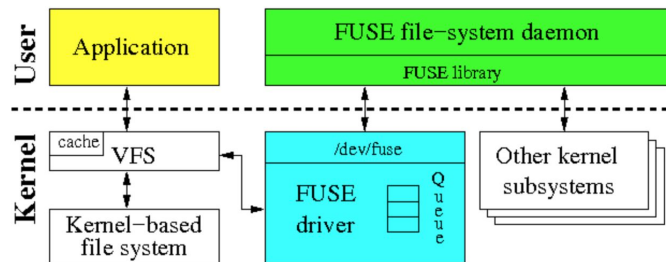 User
Application
FUSE file-system daemon
FUSE library
Kernel
cache
VFS
Kernel-based
file system
/dev/fuse
FUSE
driver
Queue
Other kernel
subsystems